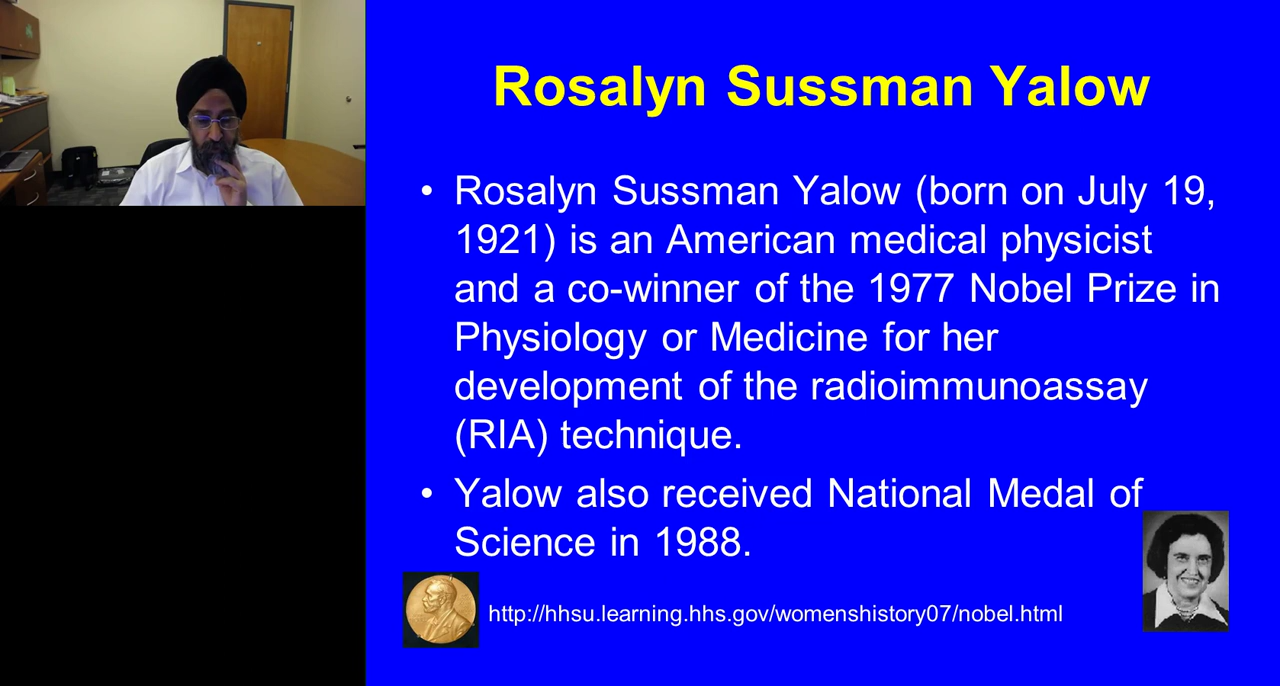 Rosalyn Sussman Yalow
• Rosalyn Sussman Yalow (born on July 19,
1921) is an American medical physicist
and a co-winner of the 1977 Nobel Prize in
Physiology or Medicine for her
development of the radioimmunoassay
(RIA) technique.
• Yalow also received National Medal of
Science in 1988.
http://hhsu.learning.hhs.gov/womenshistory07/nobel.html